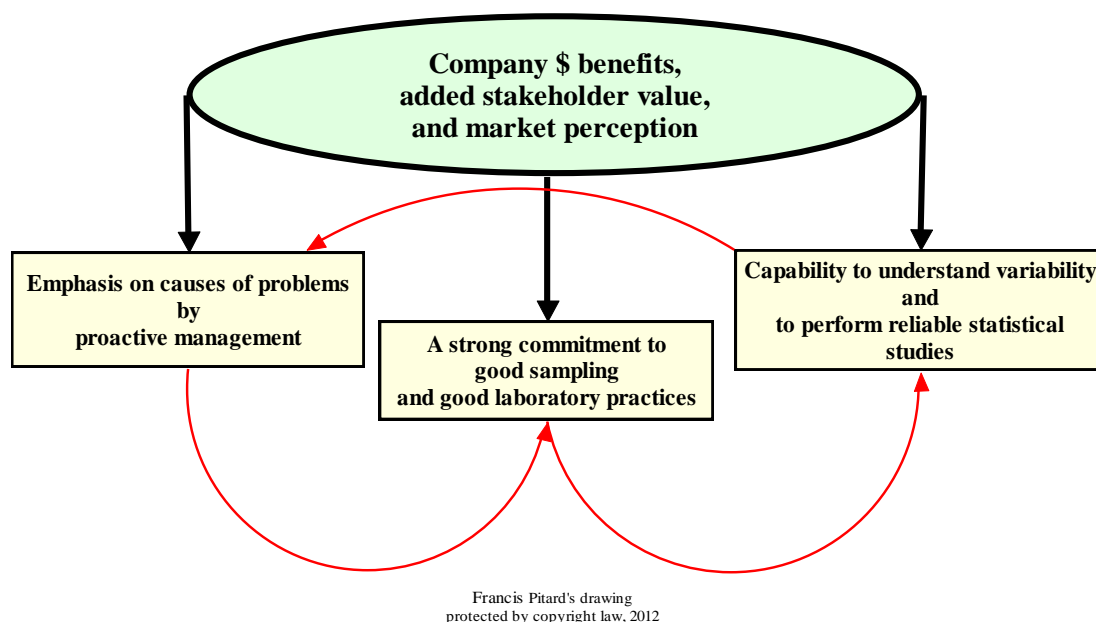 Company $ benefits,
added stakeholder value,
and market perception
Emphasis on causes of problems
by
proactive management
A strong commitment to
good sampling
and good laboratory practices
Capability to understand variability
and
to perform reliable statistical
studies
Francis Pitard's drawing
protected by copyright law, 2012